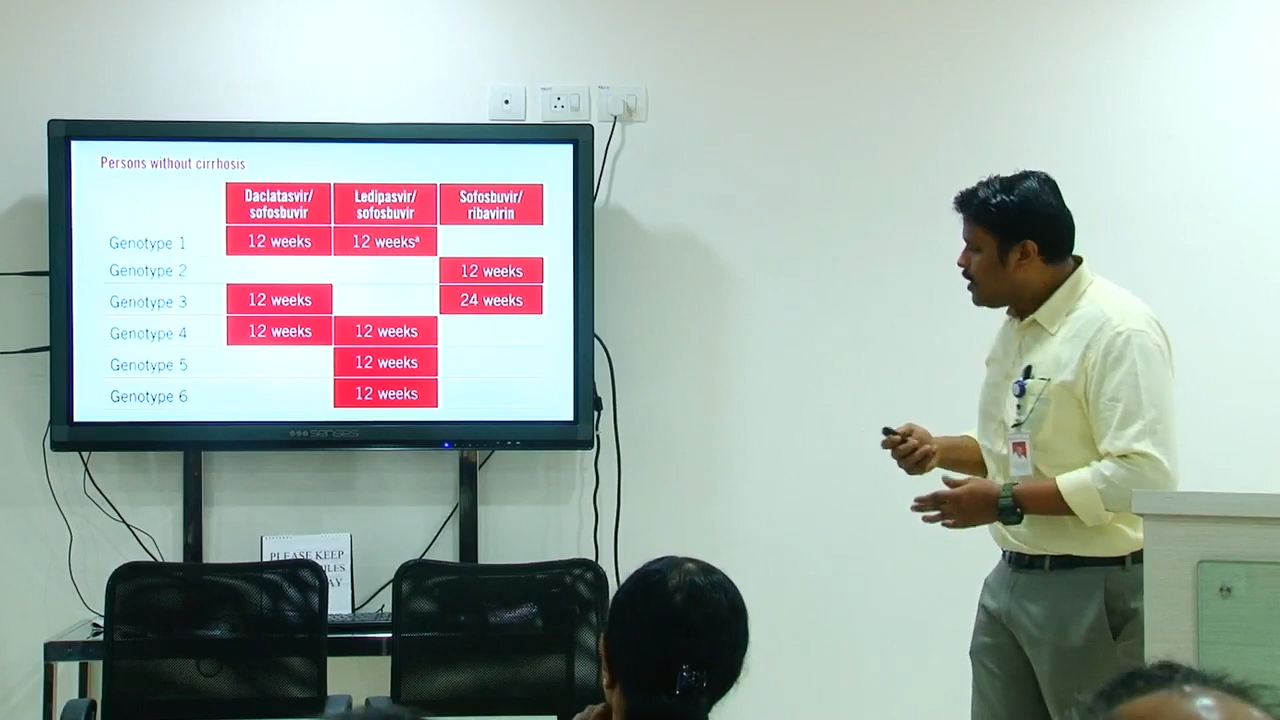 Persons without cirrhosis
Daclatasvir/ sofosbuvir
Ledipasvir/ sofosbuvir
Sofosbuvir/ ribavirin
Genotype 1 12 weeks 12 weeksᵃ
Genotype 2 12 weeks
Genotype 3 12 weeks 24 weeks
Genotype 4 12 weeks 12 weeks
Genotype 5 12 weeks
Genotype 6 12 weeks
senses
PLEASE KEEP